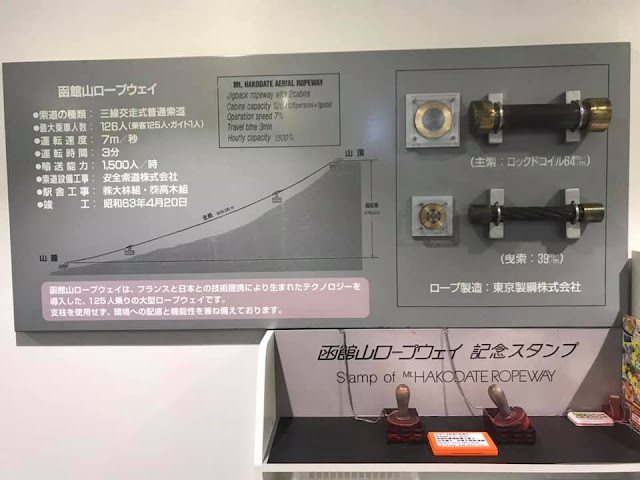 函館山ロープウェイ
●索道の種類： 三線交走式普通索道
●最大乗車人数： 126人(乗客125人・ガイド1人)
●運転速度： 7m／秒
●運転時間： 3分
●輸送能力： 1,500人／時
●索道設備工事： 安全索道株式会社
●駅舎工事： ㈱大林組・㈱高木組
●竣工： 昭和63年4月20日
Mt. HAKODATE AERIAL ROPEWAY
Jigback ropeway with 2cabins
Cabine capacity
Operation speed 7
Travel time 3min
Hourly capacity 1,500
山頂
山麓
函館山ロープウェイは、フランスと日本との技術提携により生まれたテクノロジーを
導入した、125人乗りの大型ロープウェイです。
支柱を使用せず、環境への配慮と機能性を兼ね備えております。
(主索：ロックドコイル64m/m)
(曳索：39m/m)
ロープ製造：東京製綱株式会社
函館山ロープウェイ 記念スタンプ
Stamp of Mt.HAKODATE ROPEWAY